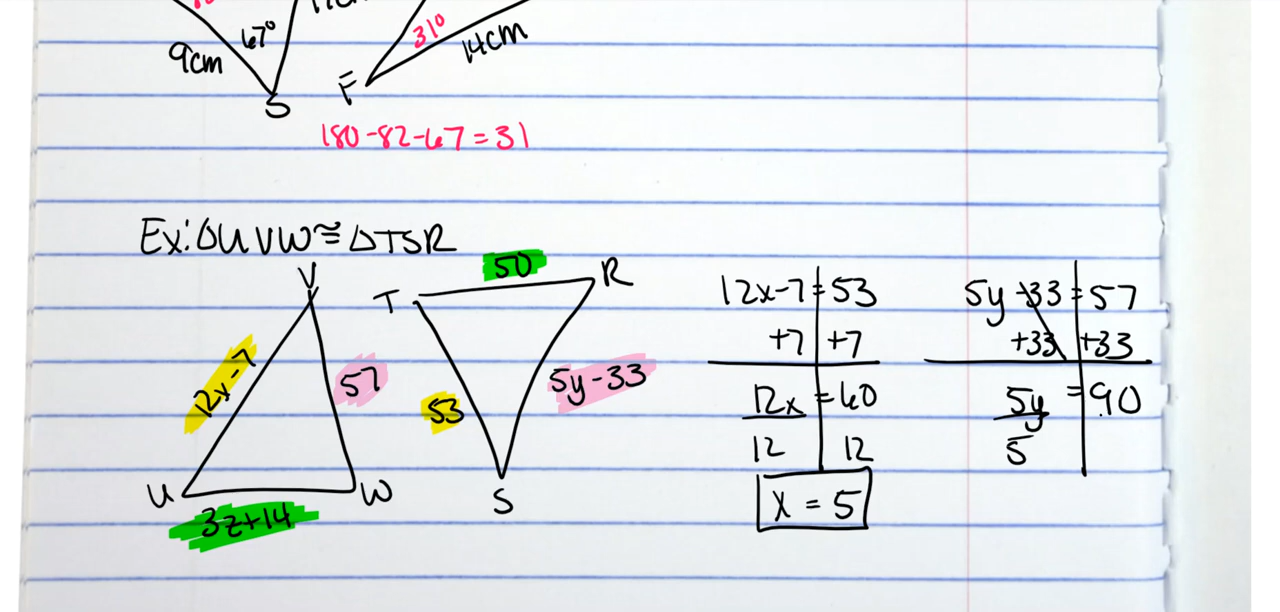 9cm 67° 31° 14cm
S F
180-82-67=31
Ex: ΔUVW≅ΔTSR
50
V T R
12x-7 57 53 5y-33
U W S
3z+14
12x-7=53
+7 +7
12x=60
12 12
x=5
5y-33=57
+33 +33
5y=90
5